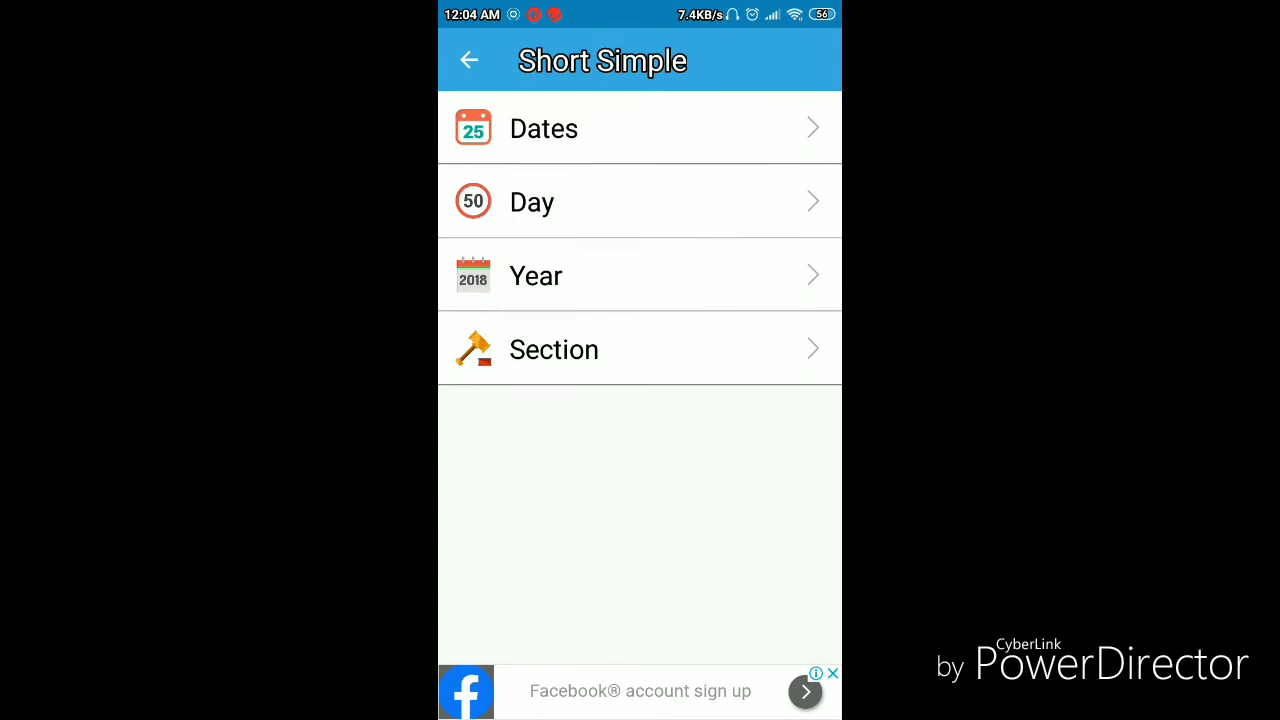 12:04 AM
7.4KB/s
56
Short Simple
25
Dates
50
Day
2018
Year
Section
Facebook® account sign up
CyberLink
by PowerDirector